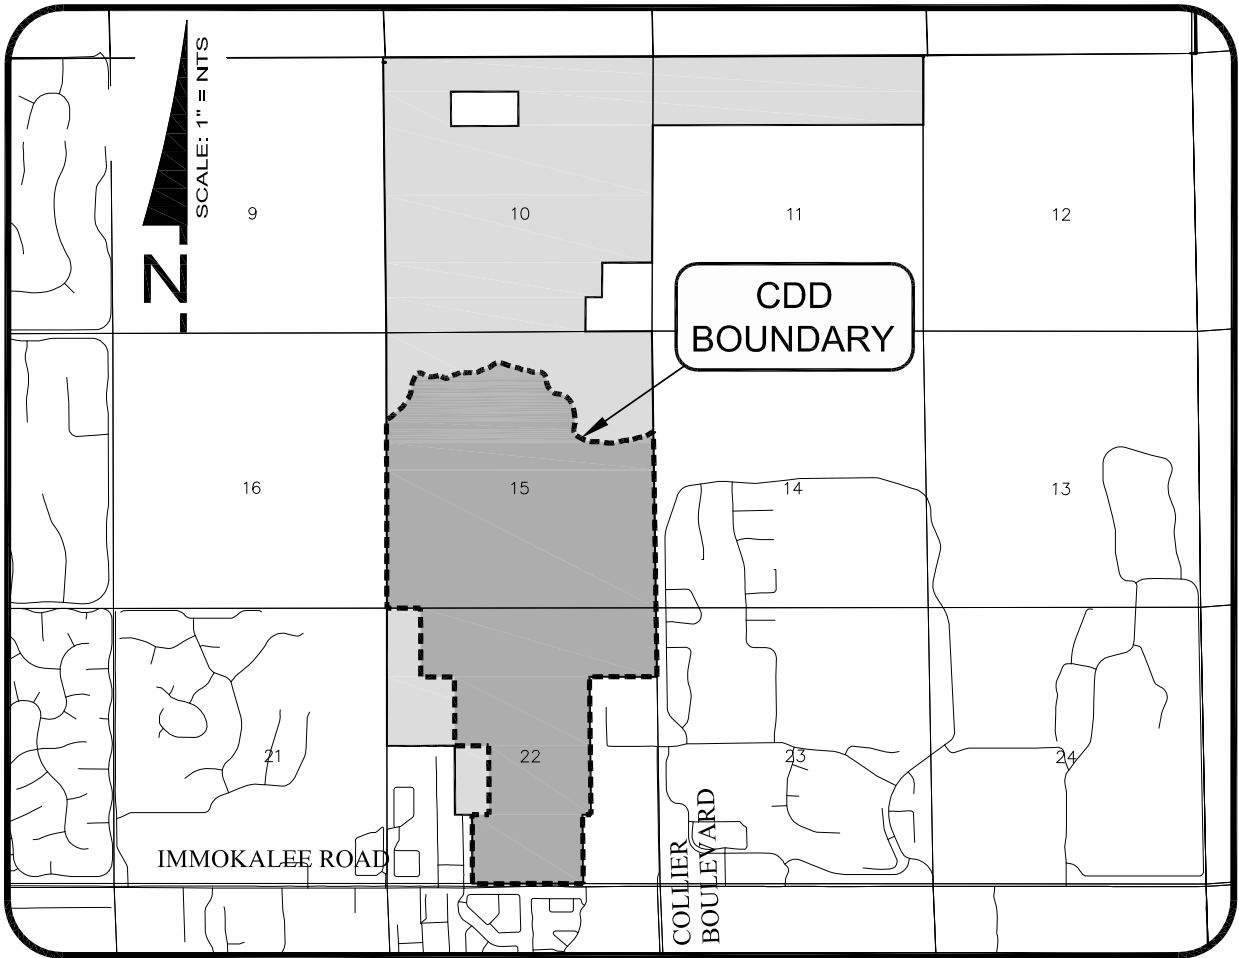 SCALE: 1" = NTS
N
9
10
11
12
CDD
BOUNDARY
16
15
14
13
21
22
23
24
IMMOKALEE ROAD
COLLIER
BOULEVARD